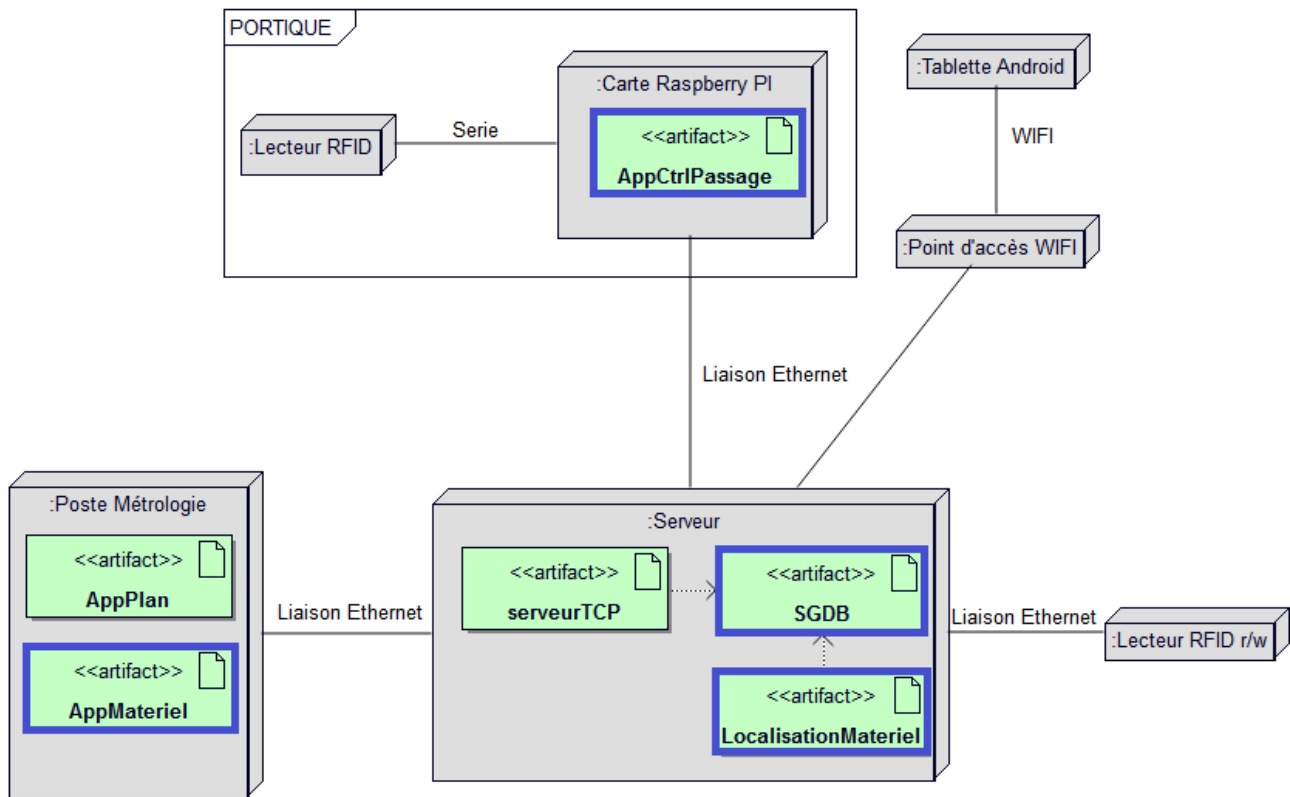 PORTIQUE
:Carte Raspberry PI
:Tablette Android
<<artifact>>
AppCtrlPassage
Serie
:Lecteur RFID
WIFI
:Point d'accès WIFI
Liaison Ethernet
:Poste Métrologie
<<artifact>>
AppPlan
<<artifact>>
AppMateriel
Liaison Ethernet
:Serveur
<<artifact>>
serveurTCP
<<artifact>>
SGDB
<<artifact>>
LocalisationMateriel
Liaison Ethernet
:Lecteur RFID r/w